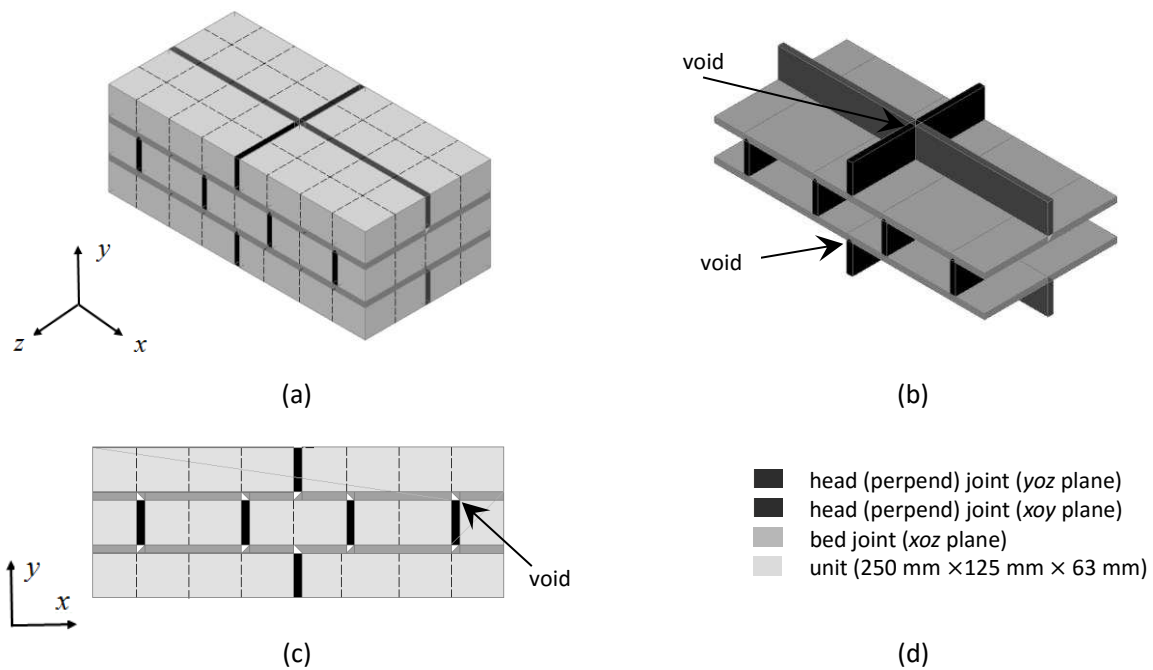 void
void
y
z
x
(a)
(b)
void
y
x
(c)
head (perpend) joint (yoz plane)
head (perpend) joint (xoy plane)
bed joint (xoz plane)
unit (250 mm ×125 mm × 63 mm)
(d)